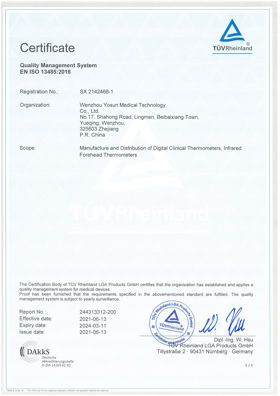 TÜVRheinland
Certificate
Quality Management System
EN ISO 13485:2016
Registration No.: SX 2142468-1
Organization: Wenzhou Yosun Medical Technology
Co., Ltd.
No.17. Shahong Road, Lingmen, Beibaixiang Town,
Yueqing, Wenzhou,
325603 Zhejiang
P.R. China
Scope: Manufacture and Distribution of Digital Clinical Thermometers, Infrared
Forehead Thermometers
TÜVRheinland
The Certification Body of TÜV Rheinland LGA Products GmbH certifies that the organization has established and applies a
quality management system for medical devices.
Proof has been furnished that the requirements specified in the abovementioned standard are fulfilled. The quality
management system is subject to yearly surveillance.
Report No.: 244313312-200
Effective date: 2021-06-13
Expiry date: 2024-03-11
Issue date: 2021-06-13
Dipl.-Ing. W. Hsu
TÜV Rheinland LGA Products GmbH
Tillystraße 2 · 90431 Nürnberg · Germany
DAkkS
Deutsche
Akkreditierungsstelle
1 / 1